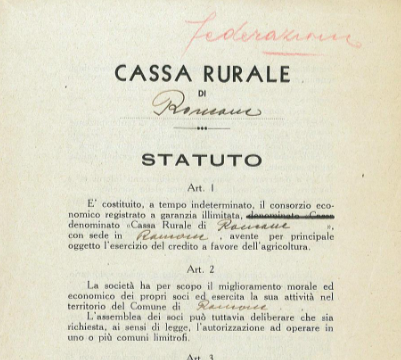 federazione
CASSA RURALE
DI
Romano
STATUTO
Art. 1
E' costituito, a tempo indeterminato, il consorzio eco-
nomico registrato a garanzia illimitata, denominato «Cassa
denominato «Cassa Rurale di Romano »,
con sede in Romano , avente per principale
oggetto l'esercizio del credito a favore dell'agricoltura.
Art. 2
La società ha per scopo il miglioramento morale ed
economico dei propri soci ed esercita la sua attività nel
territorio del Comune di Romano
L'assemblea dei soci può tuttavia deliberare che sia
richiesta, ai sensi di legge, l'autorizzazione ad operare in
uno o più comuni limitrofi.
Art. 3